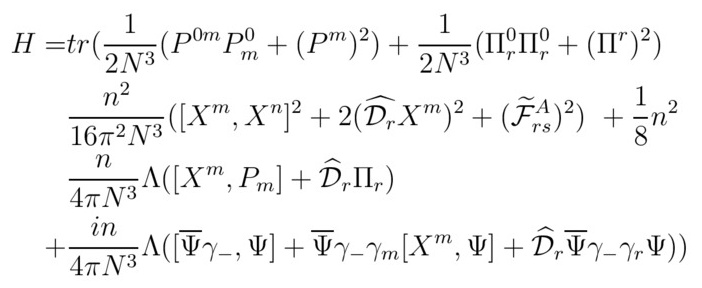 H = tr(\frac{1}{2N^3}(P^{0m}P^0_m + (P^m)^2) + \frac{1}{2N^3}(\Pi^0_r\Pi^0_r + (\Pi^r)^2)
\frac{n^2}{16\pi^2N^3}([X^m, X^n]^2 + 2(\widehat{\mathcal{D}_r}X^m)^2 + (\widetilde{\mathcal{F}}^A_{rs})^2) + \frac{1}{8}n^2
\frac{n}{4\pi N^3}\Lambda([X^m, P_m] + \widehat{\mathcal{D}}_r\Pi_r)
+\frac{in}{4\pi N^3}\Lambda([\overline{\Psi}\gamma_-, \Psi] + \overline{\Psi}\gamma_-\gamma_m[X^m, \Psi] + \widehat{\mathcal{D}}_r\overline{\Psi}\gamma_-\gamma_r\Psi))